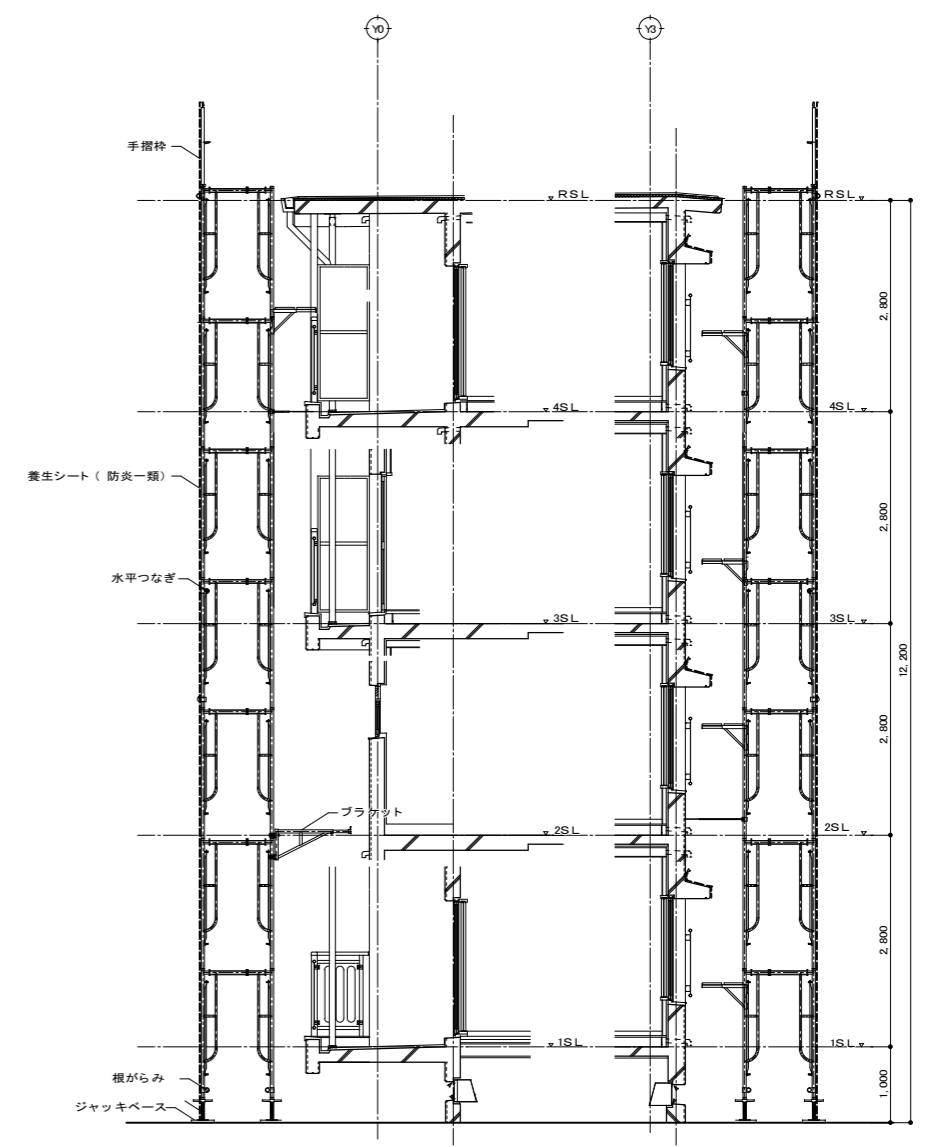 Y0
Y3
手摺枠
RSL
RSL
2,800
4SL
4SL
養生シート（ 防炎一類）
2,800
水平つなぎ
3SL
3SL
12,200
2,800
ブラケット
2SL
2SL
2,800
1SL
1SL
根がらみ
1,000
ジャッキベース